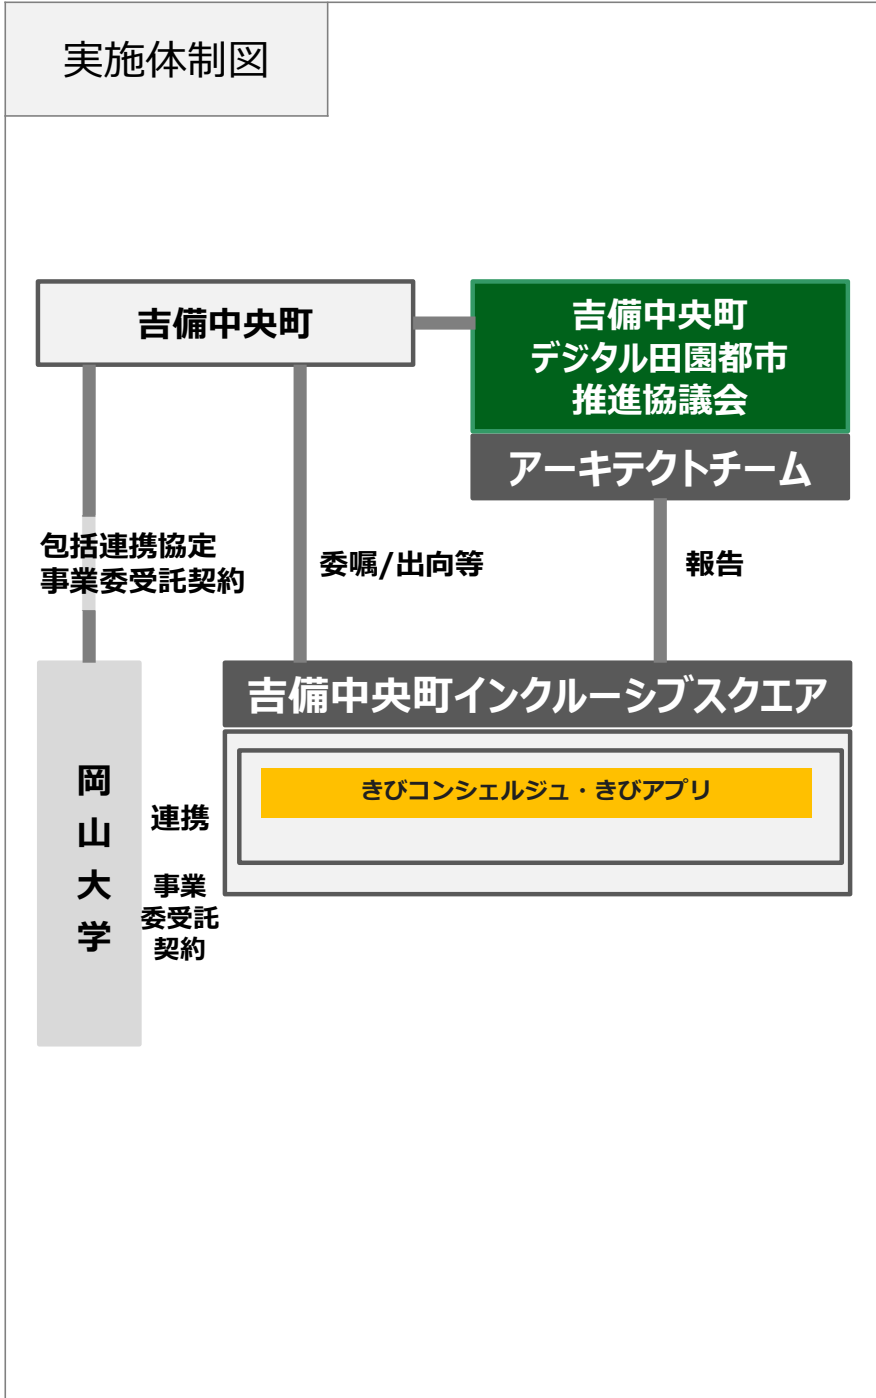 実施体制図
吉備中央町
吉備中央町
デジタル田園都市
推進協議会
アーキテクトチーム
包括連携協定
事業委受託契約
委嘱/出向等
報告
吉備中央町インクルーシブスクエア
きびコンシェルジュ・きびアプリ
岡山大学
連携
事業
委受託
契約